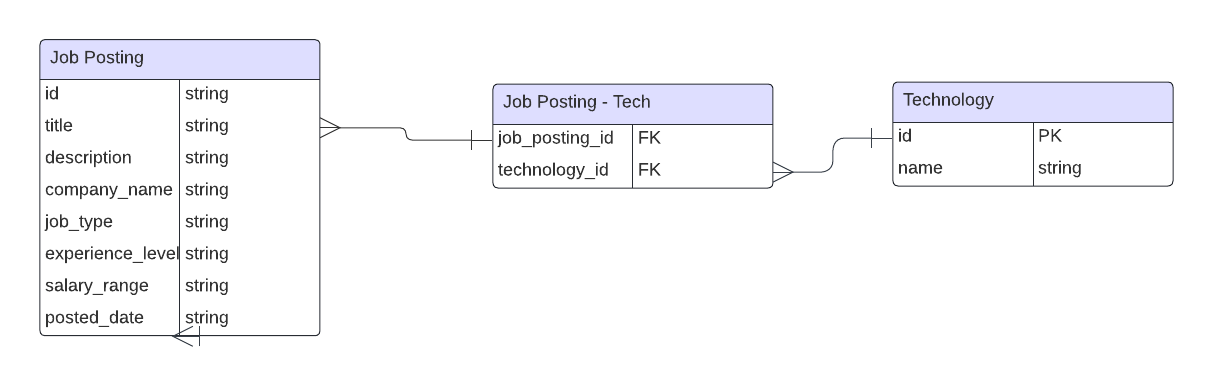 Job Posting
id string
title string
description string
company_name string
job_type string
experience_level string
salary_range string
posted_date string
Job Posting - Tech
job_posting_id FK
technology_id FK
Technology
id PK
name string